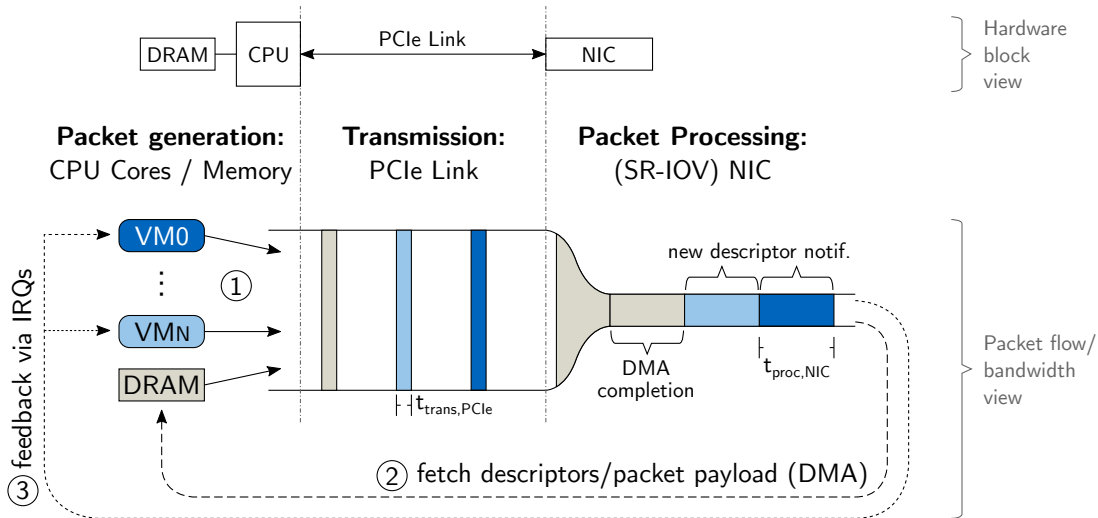 PCIe Link
DRAM
CPU
NIC
Hardware
block
view
Packet generation:
CPU Cores / Memory
Transmission:
PCIe Link
Packet Processing:
(SR-IOV) NIC
VM0
⋮
①
VMN
DRAM
new descriptor notif.
DMA
completion
t_proc,NIC
t_trans,PCIe
Packet flow/
bandwidth
view
② fetch descriptors/packet payload (DMA)
③ feedback via IRQs